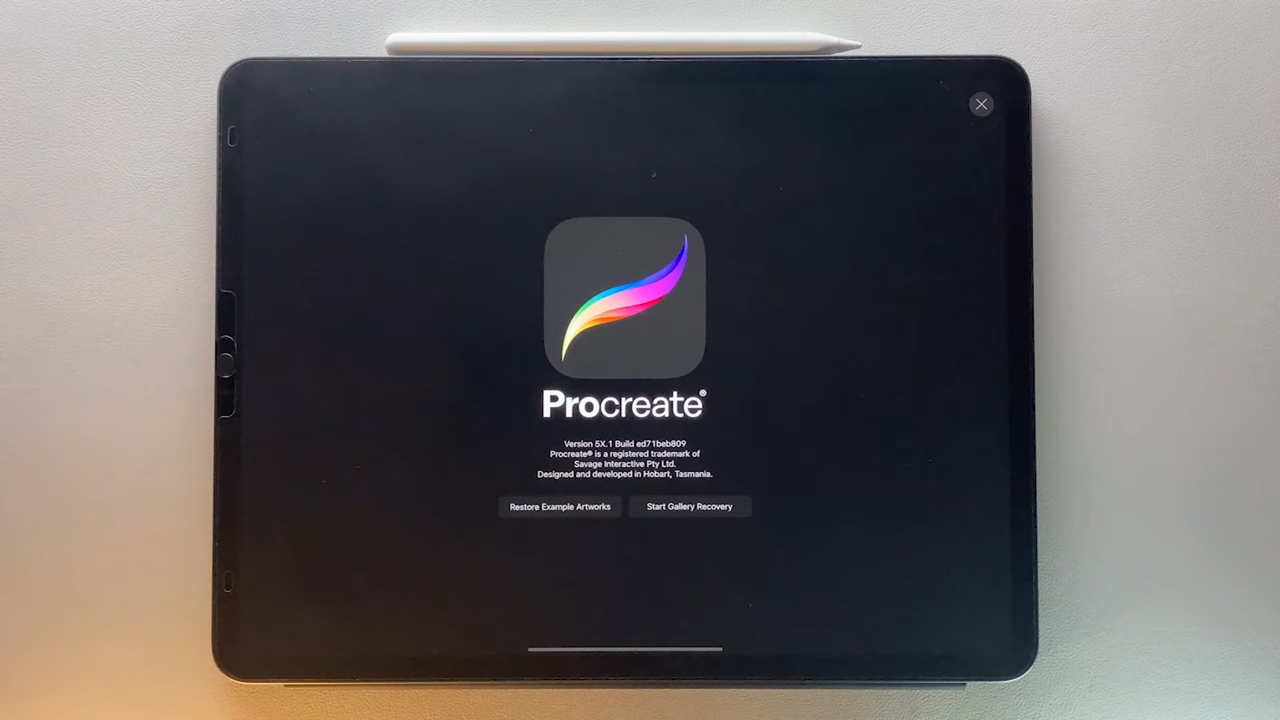 Procreate®
Version 5X.1 Build ed71beb809
Procreate® is a registered trademark of
Savage Interactive Pty Ltd.
Designed and developed in Hobart, Tasmania.
Restore Example Artworks
Start Gallery Recovery